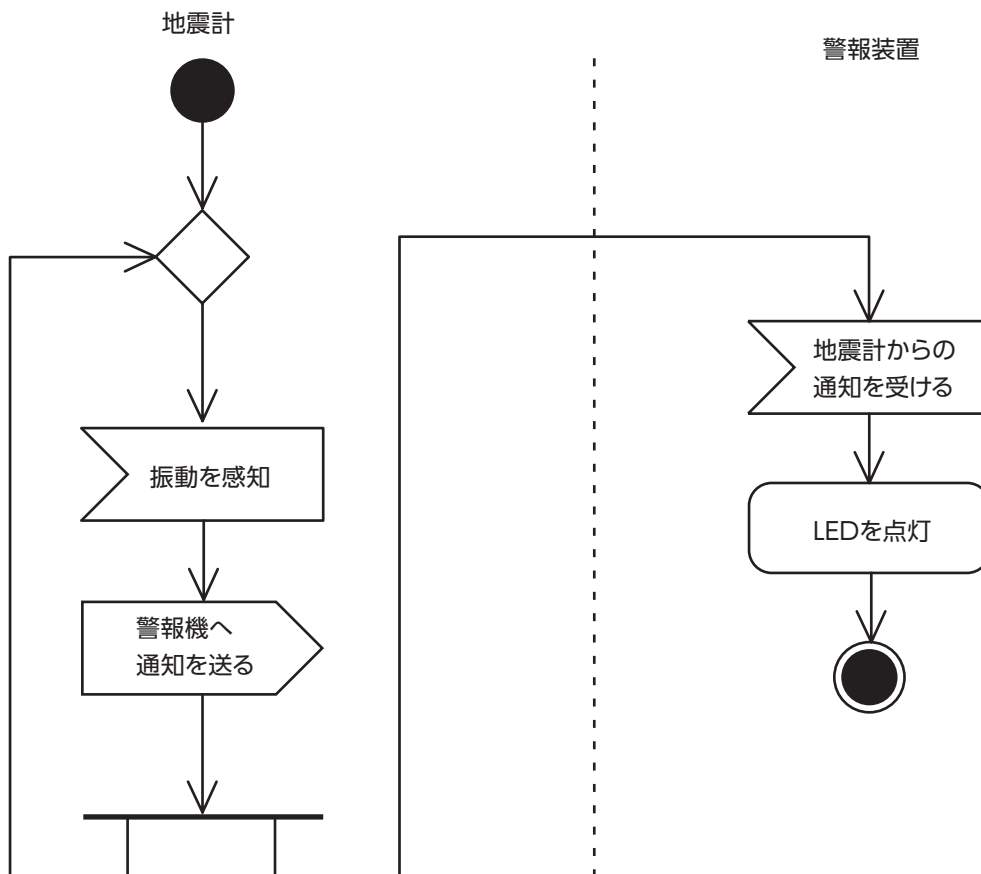 地震計
警報装置
地震計からの
通知を受ける
振動を感知
LEDを点灯
警報機へ
通知を送る